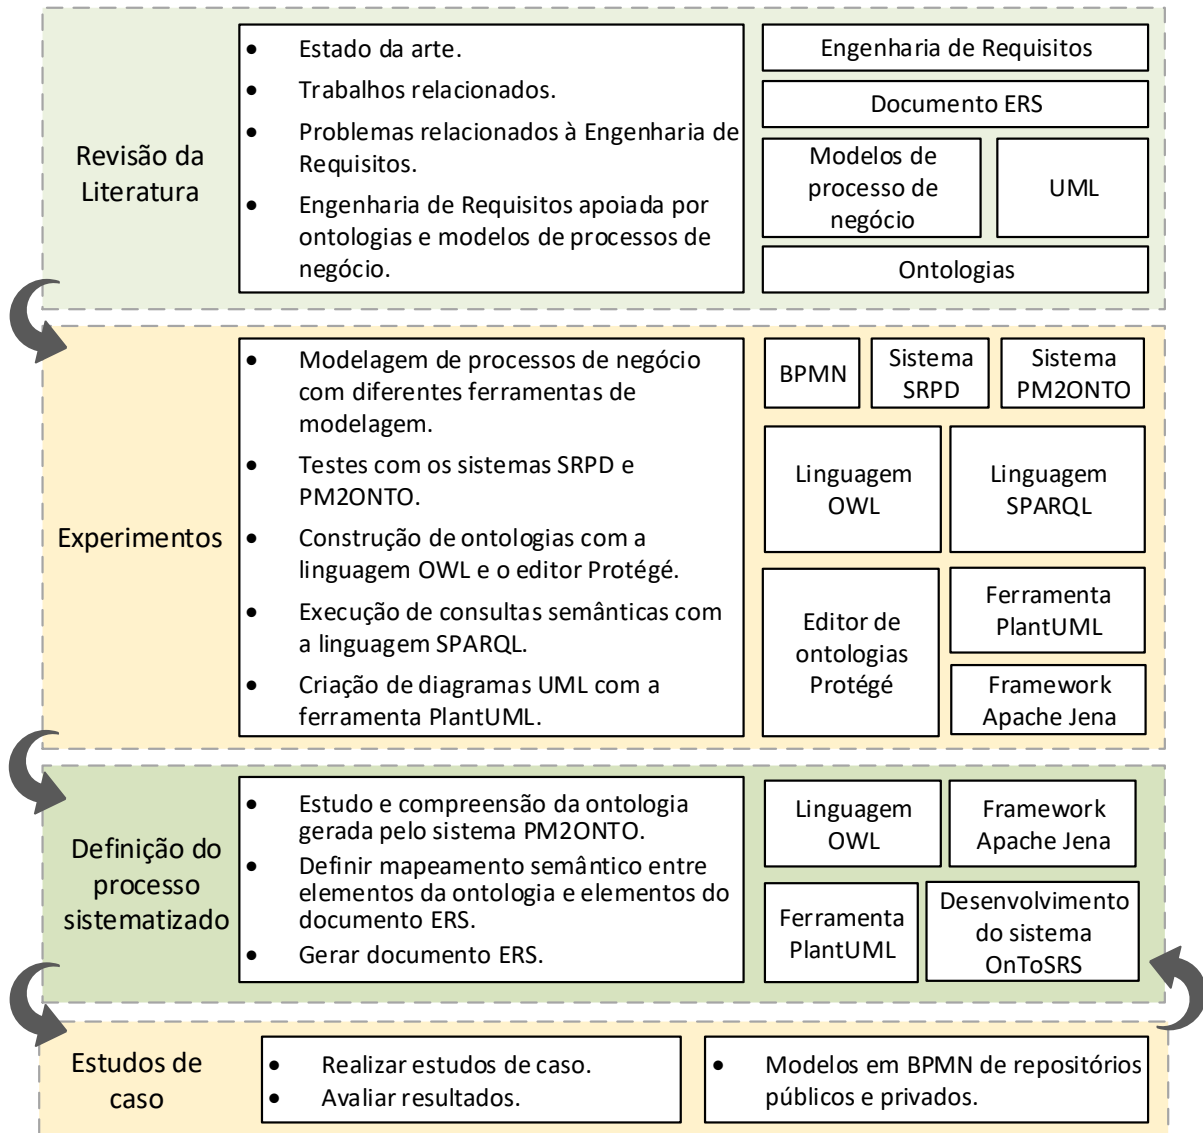 Revisão da
Literatura
• Estado da arte.
• Trabalhos relacionados.
• Problemas relacionados à Engenharia de
Requisitos.
• Engenharia de Requisitos apoiada por
ontologias e modelos de processos de
negócio.
Engenharia de Requisitos
Documento ERS
Modelos de
processo de
negócio
UML
Ontologias
Experimentos
• Modelagem de processos de negócio
com diferentes ferramentas de
modelagem.
• Testes com os sistemas SRPD e
PM2ONTO.
• Construção de ontologias com a
linguagem OWL e o editor Protégé.
• Execução de consultas semânticas com
a linguagem SPARQL.
• Criação de diagramas UML com a
ferramenta PlantUML.
BPMN
Sistema
SRPD
Sistema
PM2ONTO
Linguagem
OWL
Linguagem
SPARQL
Editor de
ontologias
Protégé
Ferramenta
PlantUML
Framework
Apache Jena
Definição do
processo
sistematizado
• Estudo e compreensão da ontologia
gerada pelo sistema PM2ONTO.
• Definir mapeamento semântico entre
elementos da ontologia e elementos do
documento ERS.
• Gerar documento ERS.
Linguagem
OWL
Framework
Apache Jena
Ferramenta
PlantUML
Desenvolvimento
do sistema
OnToSRS
Estudos de
caso
• Realizar estudos de caso.
• Avaliar resultados.
• Modelos em BPMN de repositórios
públicos e privados.